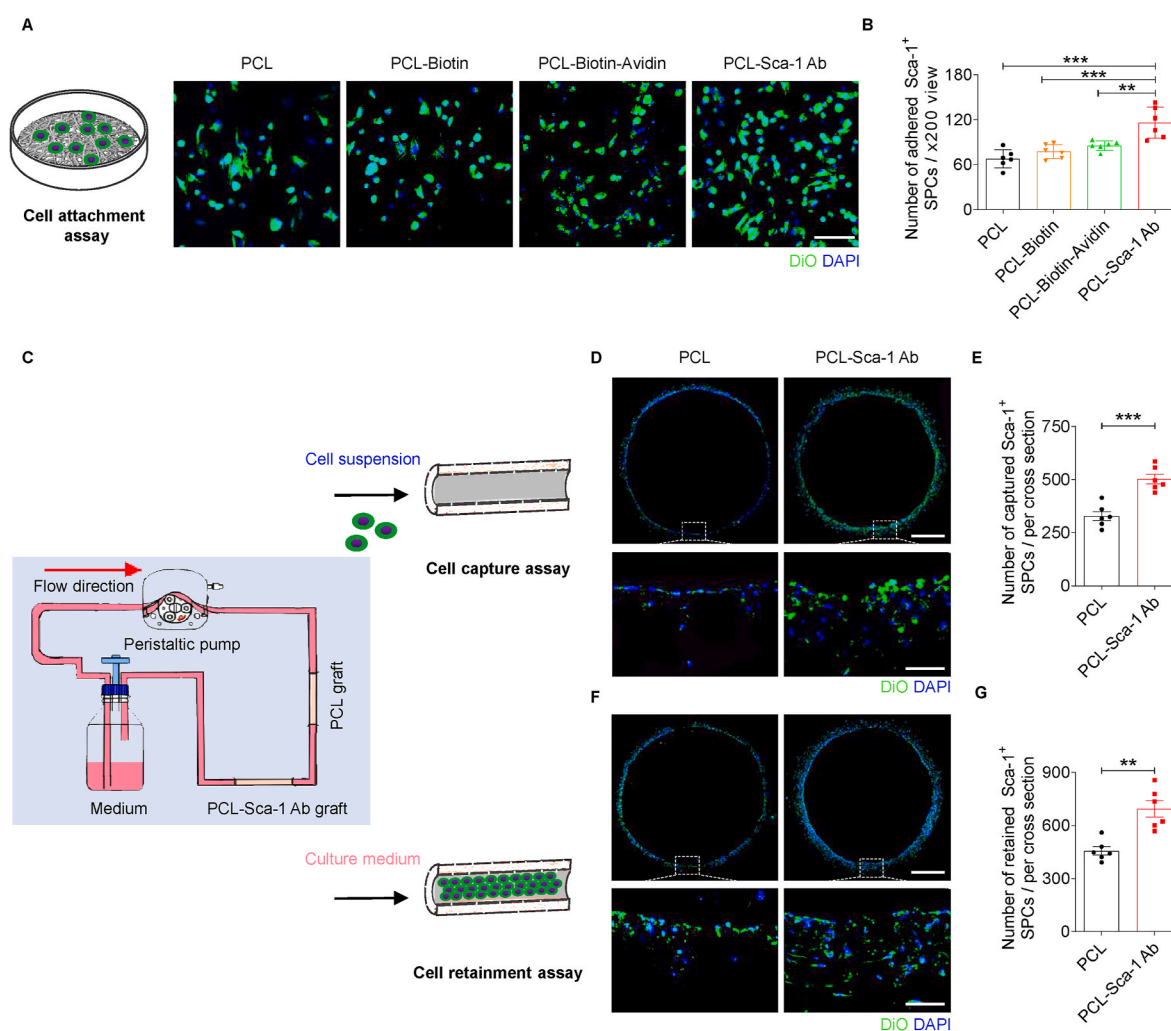 A
PCL
PCL-Biotin
PCL-Biotin-Avidin
PCL-Sca-1 Ab
Cell attachment
assay
DiO DAPI
B
Number of adhered Sca-1+
SPCs / x200 view
180
120
60
0
***
***
**
PCL
PCL-Biotin
PCL-Biotin-Avidin
PCL-Sca-1 Ab
C
Cell suspension
Cell capture assay
Flow direction
Peristaltic pump
PCL graft
Medium
PCL-Sca-1 Ab graft
Culture medium
Cell retainment assay
D
PCL
PCL-Sca-1 Ab
DiO DAPI
E
Number of captured Sca-1+
SPCs / per cross section
750
500
250
0
***
PCL
PCL-Sca-1 Ab
F
DiO DAPI
G
Number of retained Sca-1+
SPCs / per cross section
900
600
300
0
**
PCL
PCL-Sca-1 Ab